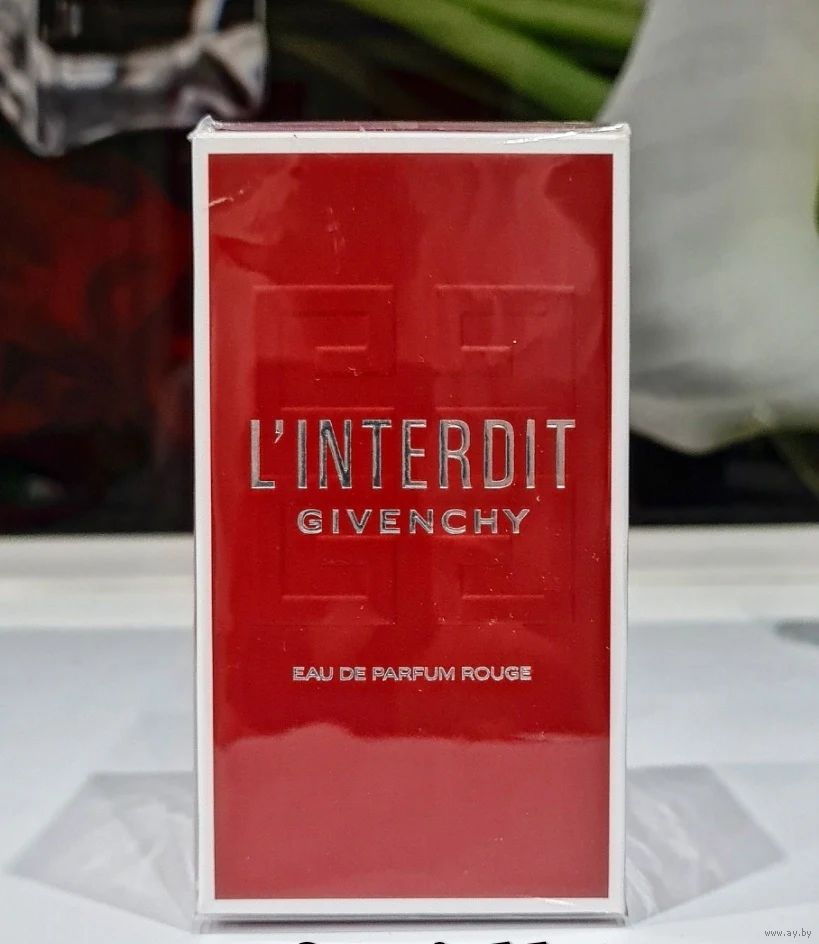 L'INTERDIT
GIVENCHY
EAU DE PARFUM ROUGE
www.ay.by